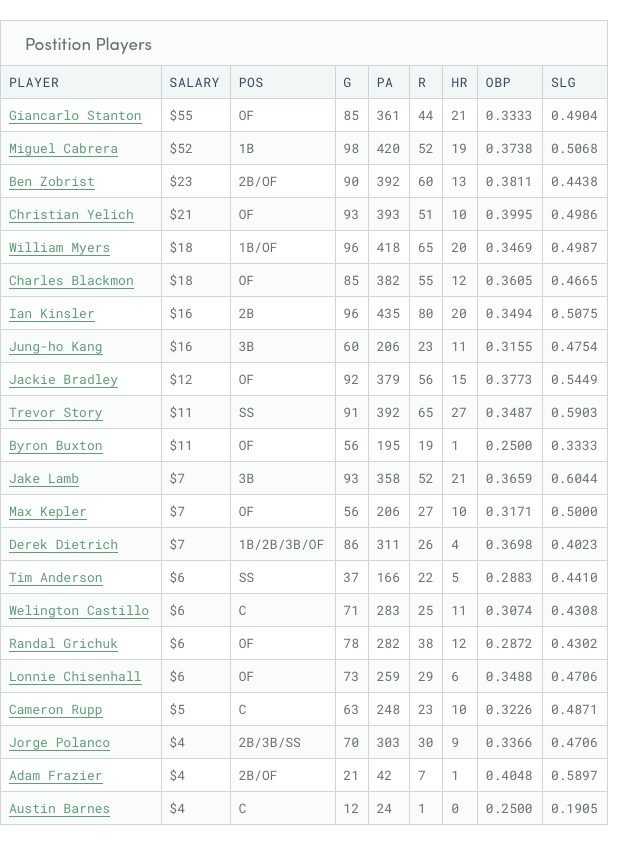 Postition Players
PLAYER SALARY POS G PA R HR OBP SLG
Giancarlo Stanton $55 OF 85 361 44 21 0.3333 0.4904
Miguel Cabrera $52 1B 98 420 52 19 0.3738 0.5068
Ben Zobrist $23 2B/OF 90 392 60 13 0.3811 0.4438
Christian Yelich $21 OF 93 393 51 10 0.3995 0.4986
William Myers $18 1B/OF 96 418 65 20 0.3469 0.4987
Charles Blackmon $18 OF 85 382 55 12 0.3605 0.4665
Ian Kinsler $16 2B 96 435 80 20 0.3494 0.5075
Jung-ho Kang $16 3B 60 206 23 11 0.3155 0.4754
Jackie Bradley $12 OF 92 379 56 15 0.3773 0.5449
Trevor Story $11 SS 91 392 65 27 0.3487 0.5903
Byron Buxton $11 OF 56 195 19 1 0.2500 0.3333
Jake Lamb $7 3B 93 358 52 21 0.3659 0.6044
Max Kepler $7 OF 56 206 27 10 0.3171 0.5000
Derek Dietrich $7 1B/2B/3B/OF 86 311 26 4 0.3698 0.4023
Tim Anderson $6 SS 37 166 22 5 0.2883 0.4410
Welington Castillo $6 C 71 283 25 11 0.3074 0.4308
Randal Grichuk $6 OF 78 282 38 12 0.2872 0.4302
Lonnie Chisenhall $6 OF 73 259 29 6 0.3488 0.4706
Cameron Rupp $5 C 63 248 23 10 0.3226 0.4871
Jorge Polanco $4 2B/3B/SS 70 303 30 9 0.3366 0.4706
Adam Frazier $4 2B/OF 21 42 7 1 0.4048 0.5897
Austin Barnes $4 C 12 24 1 0 0.2500 0.1905